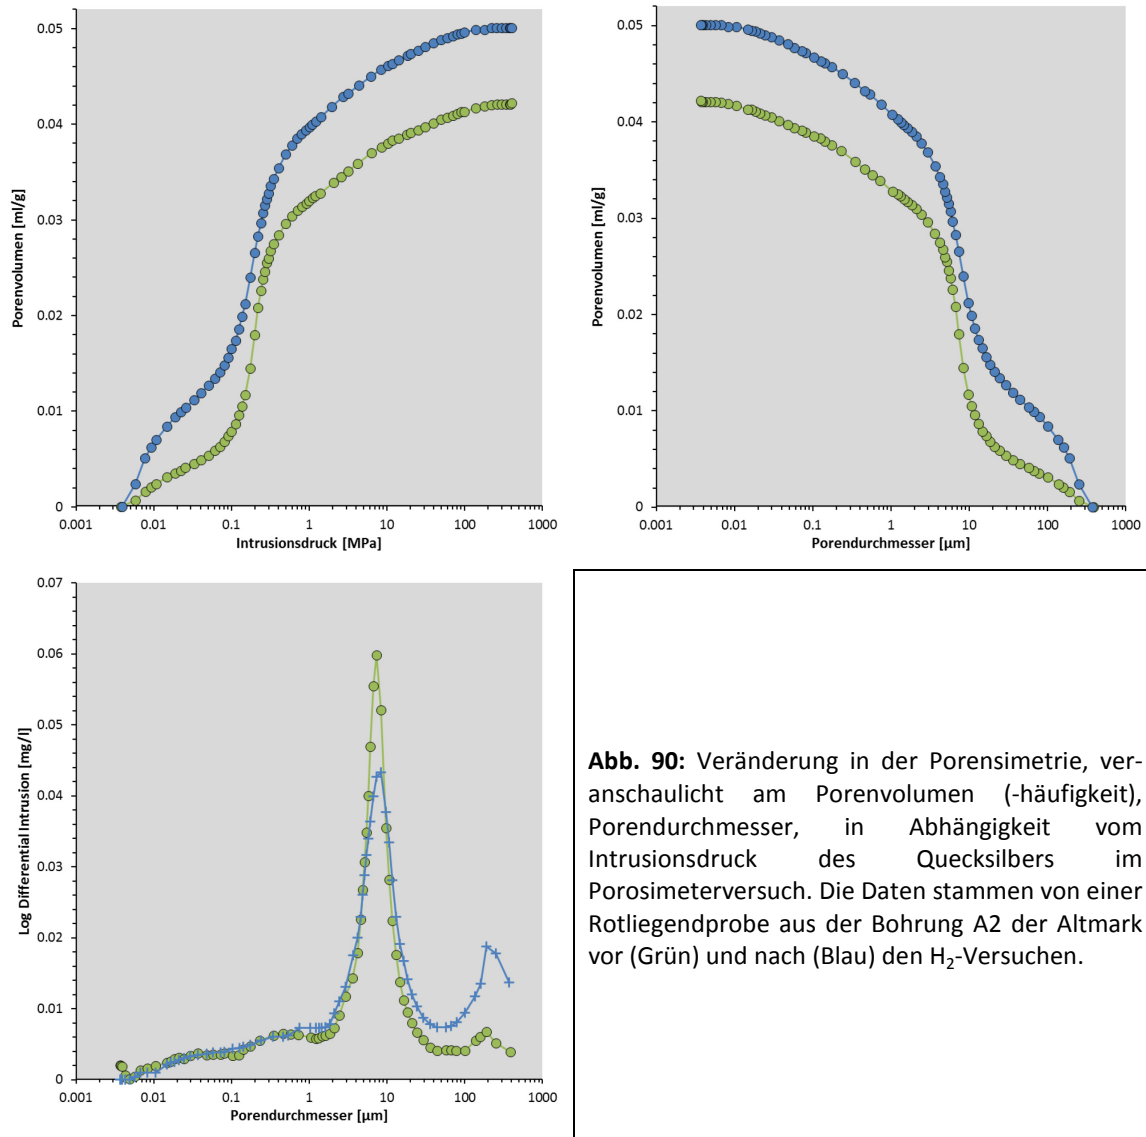 0.05
0.04
0.03
0.02
0.01
0
Porenvolumen [ml/g]
0.001 0.01 0.1 1 10 100 1000
Intrusionsdruck [MPa]
0.05
0.04
0.03
0.02
0.01
0
Porenvolumen [ml/g]
0.001 0.01 0.1 1 10 100 1000
Porendurchmesser [µm]
0.07
0.06
0.05
0.04
0.03
0.02
0.01
0
Log Differential Intrusion [mg/l]
0.001 0.01 0.1 1 10 100 1000
Porendurchmesser [µm]
Abb. 90: Veränderung in der Porensimetrie, ver-
anschaulicht am Porenvolumen (-häufigkeit),
Porendurchmesser, in Abhängigkeit vom
Intrusionsdruck des Quecksilbers im
Porosimeterversuch. Die Daten stammen von einer
Rotliegendprobe aus der Bohrung A2 der Altmark
vor (Grün) und nach (Blau) den H₂-Versuchen.